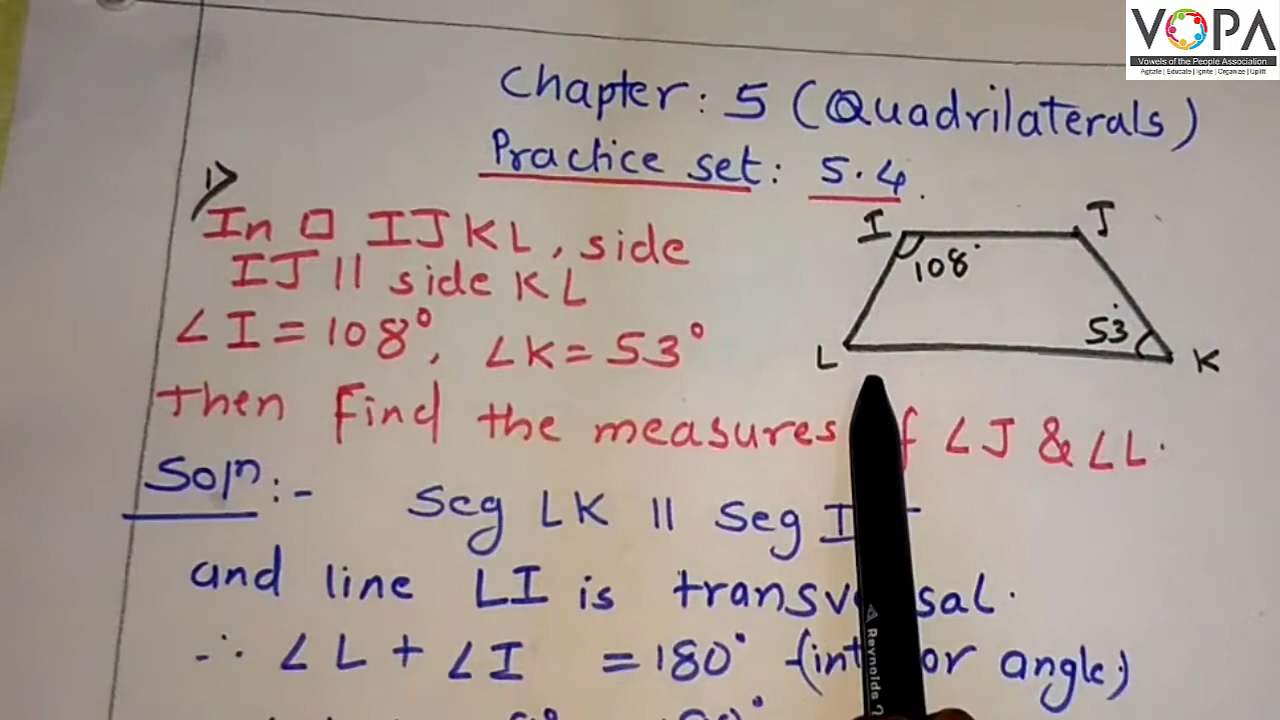 VOPA
Vowels of the People Association
Agitate | Educate | Ignite | Organize | Uplift
Chapter: 5 (Quadrilaterals)
Practice set: 5.4.
1>
In □ IJKL, side
IJ || side KL
∠I = 108°, ∠K = 53°
then find the measures ∠J & ∠L.
I J
108°
53°
L K
Soln:- Seg LK || Seg
and line LI is transversal.
∴ ∠L + ∠I = 180° (interior angle)
Reynolds